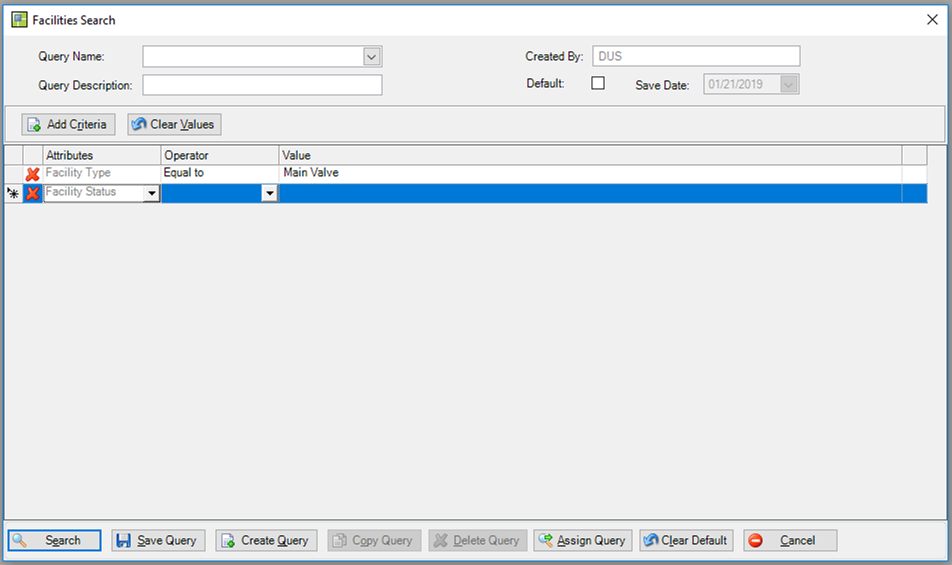 Facilities Search
Query Name: Created By: DUS
Query Description: Default: Save Date: 01/21/2019
Add Criteria Clear Values
Attributes Operator Value
Facility Type Equal to Main Valve
Facility Status
Search Save Query Create Query Copy Query Delete Query Assign Query Clear Default Cancel